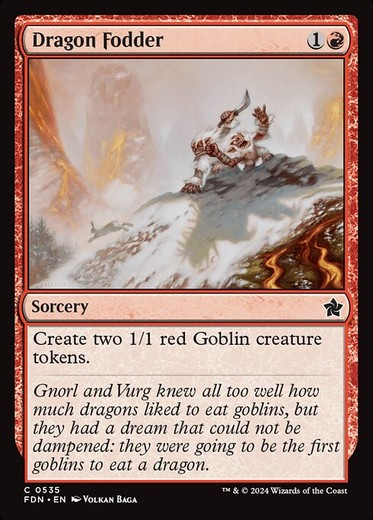 Dragon Fodder 1
Sorcery
Create two 1/1 red Goblin creature
tokens.
Gnorl and Vurg knew all too well how
much dragons liked to eat goblins, but
they had a dream that could not be
dampened: they were going to be the first
goblins to eat a dragon.
C 0535
FDN • EN VOLKAN BAGA
™ & © 2024 Wizards of the Coast